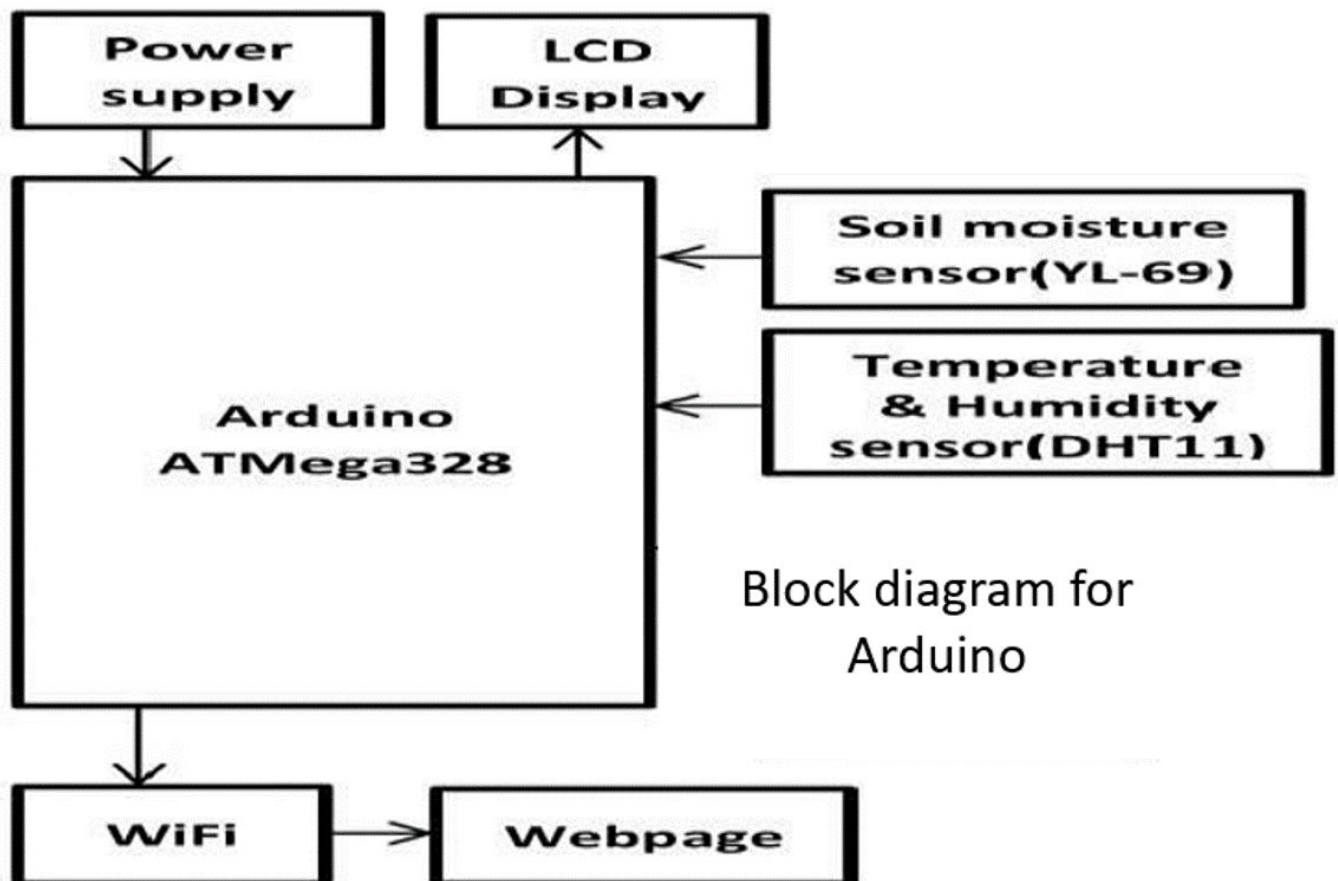 Power
supply
LCD
Display
Soil moisture
sensor(YL-69)
Temperature
& Humidity
sensor(DHT11)
Arduino
ATMega328
Block diagram for
Arduino
WiFi
Webpage